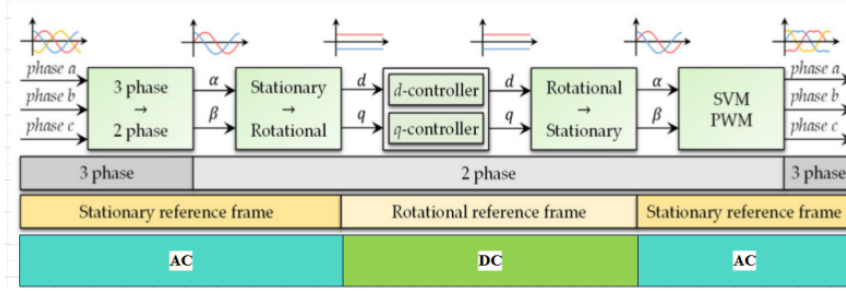 phase a
phase b
phase c
3 phase
→
2 phase
α
β
Stationary
→
Rotational
d
q
d-controller
q-controller
d
q
Rotational
→
Stationary
α
β
SVM
PWM
phase a
phase b
phase c
3 phase
2 phase
3 phase
Stationary reference frame
Rotational reference frame
Stationary reference frame
AC
DC
AC